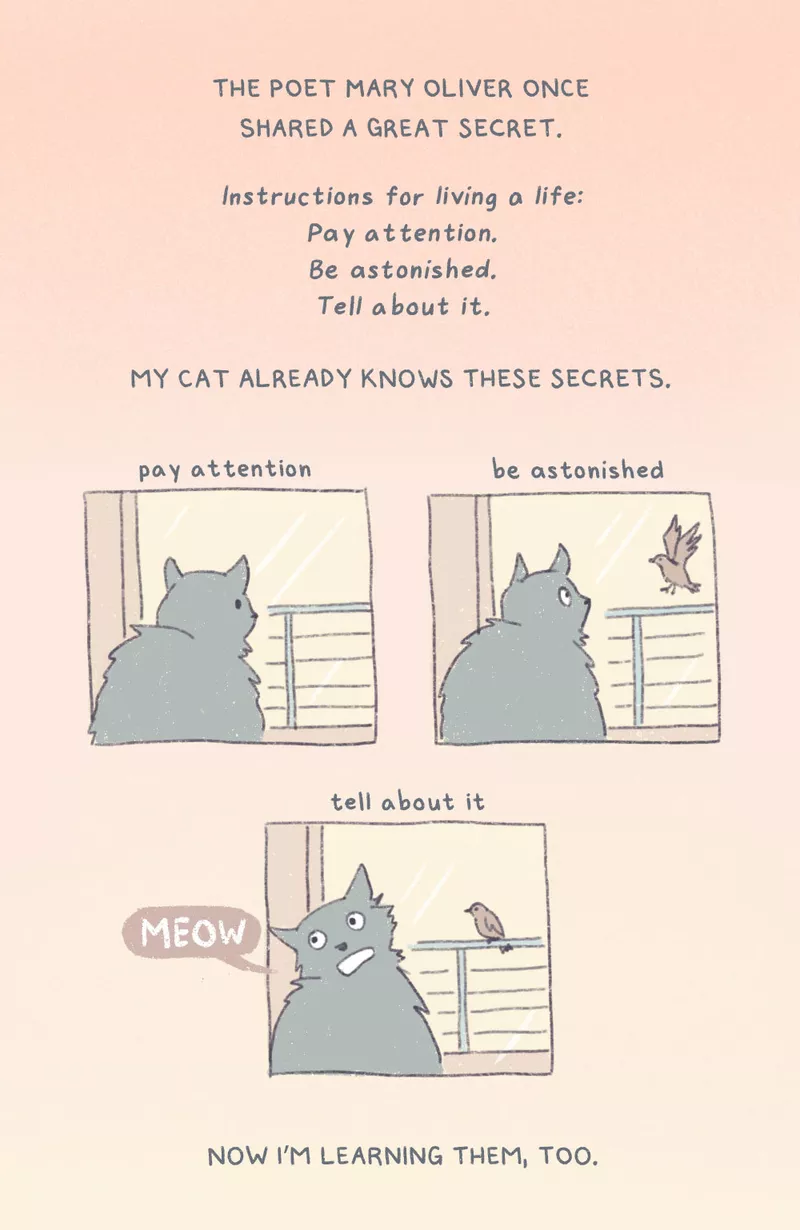 THE POET MARY OLIVER ONCE
SHARED A GREAT SECRET.
Instructions for living a life:
Pay attention.
Be astonished.
Tell about it.
MY CAT ALREADY KNOWS THESE SECRETS.
pay attention
be astonished
tell about it
MEOW
NOW I'M LEARNING THEM, TOO.